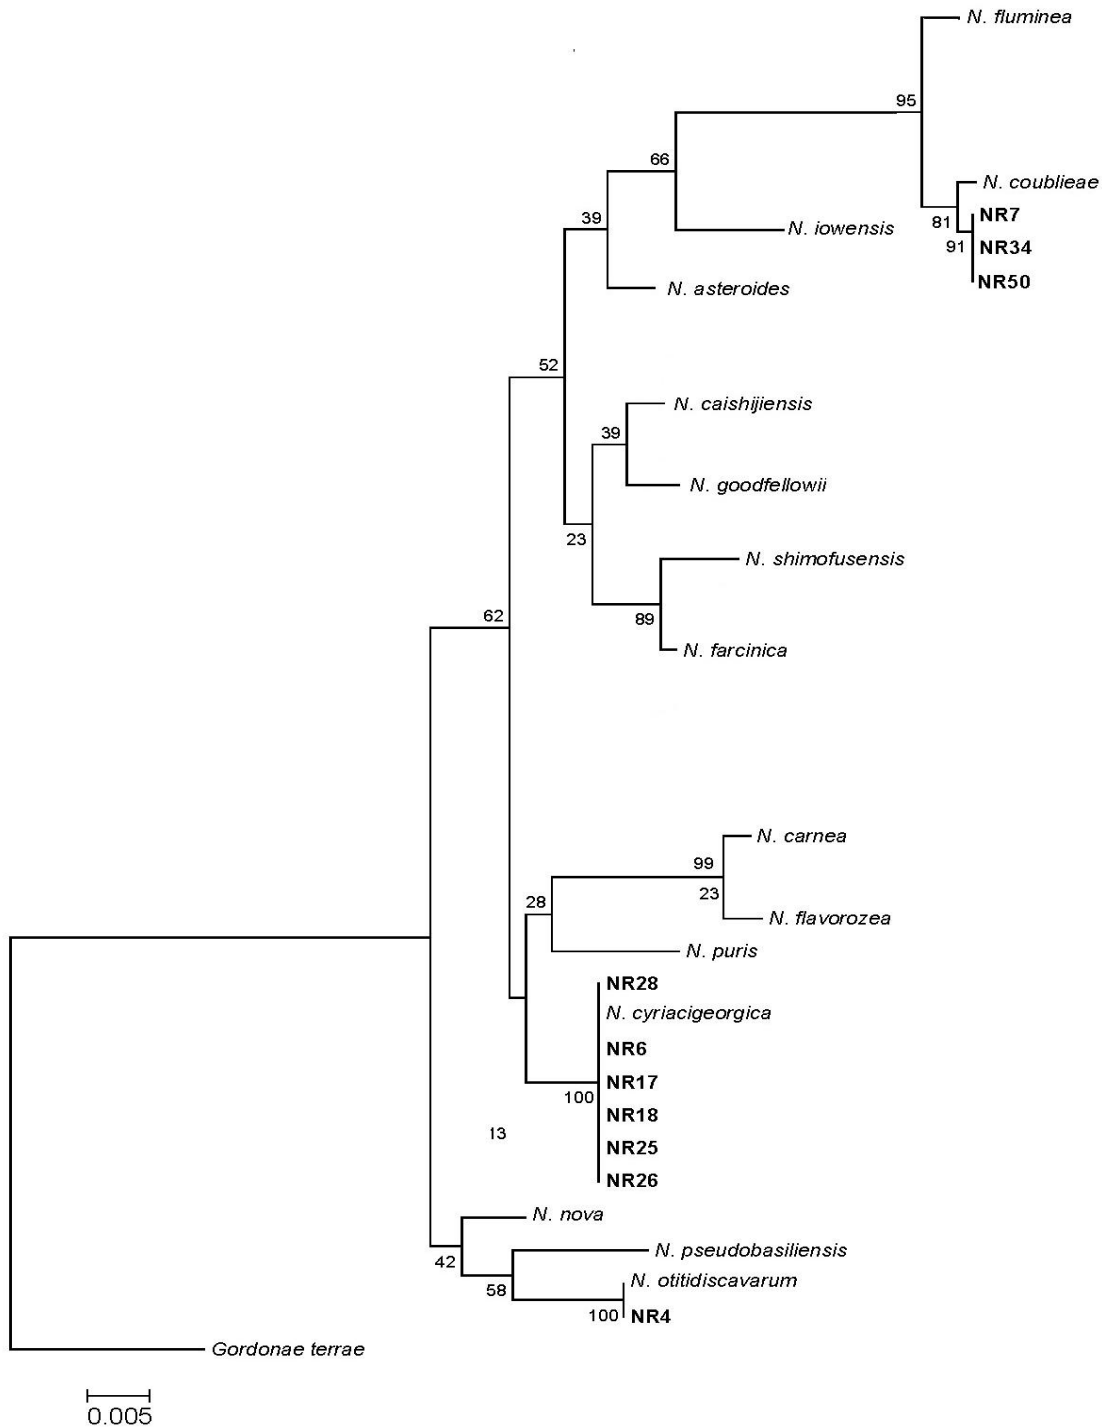 N. fluminea
95
66
N. coublieae
NR7
39
81
N. iowensis
91
NR34
NR50
N. asteroides
52
N. caishijiensis
39
N. goodfellowii
23
N. shimofusensis
62
89
N. farcinica
N. carnea
99
23
28
N. flavorozea
N. puris
NR28
N. cyriacigeorgica
NR6
NR17
100
NR18
13
NR25
NR26
N. nova
42
N. pseudobasiliensis
58
N. otitidiscavarum
100
NR4
Gordonae terrae
0.005